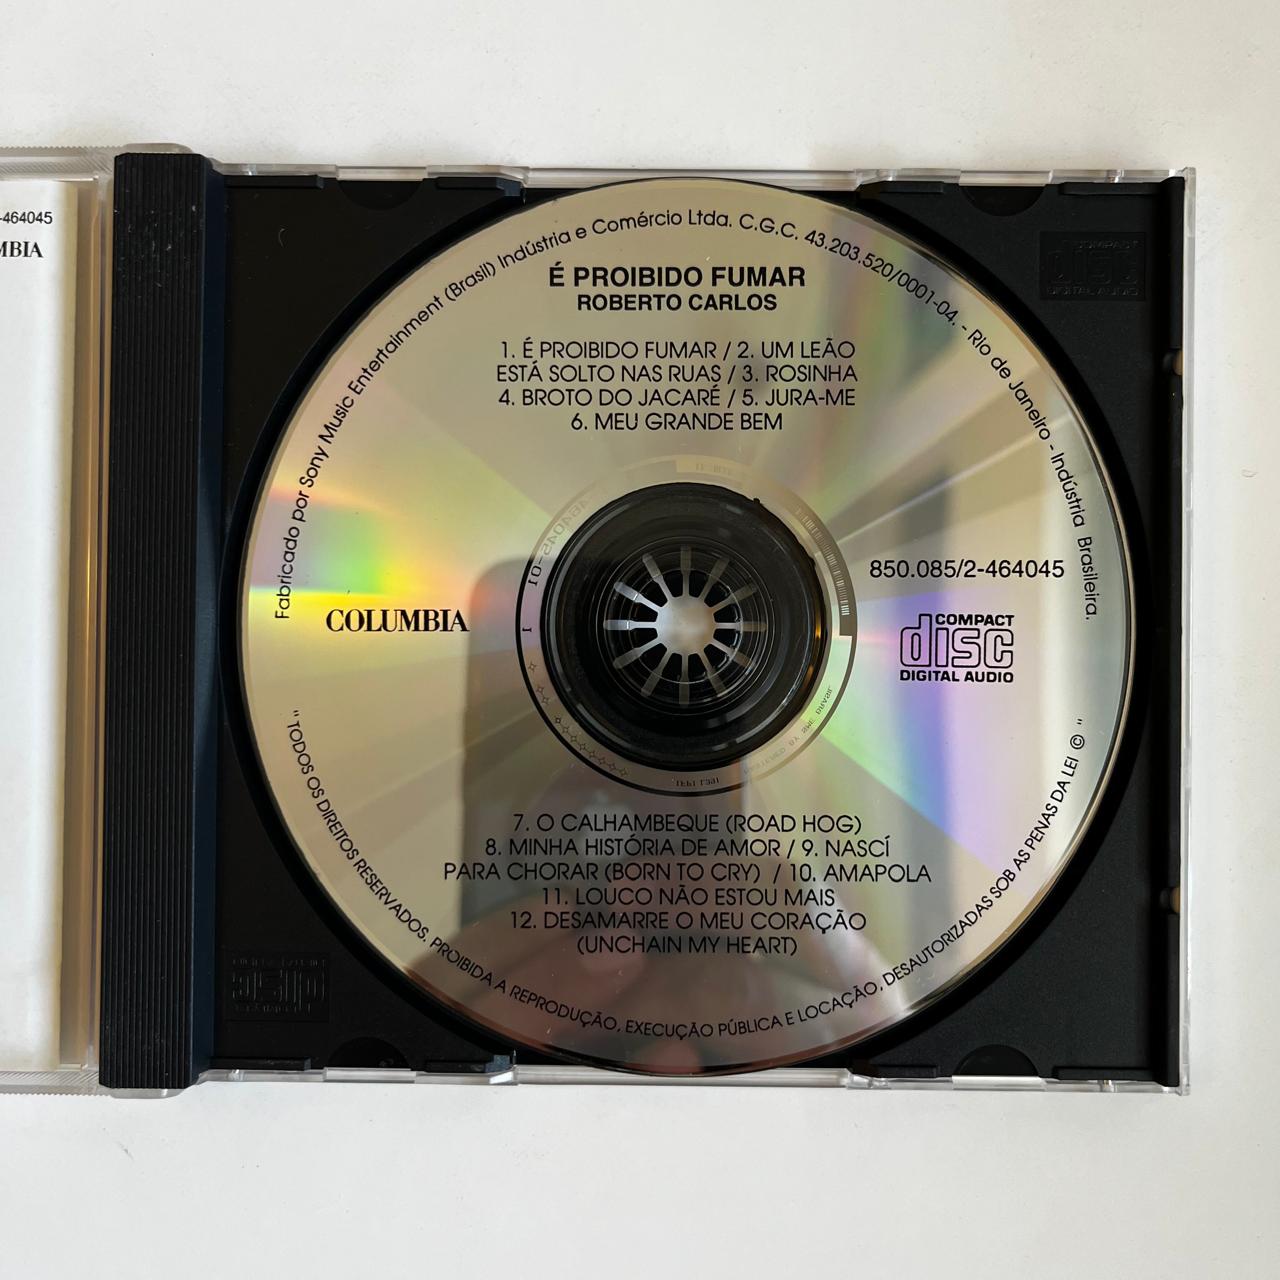 -464045
MBIA
Fabricado por Sony Music Entertainment (Brasil) Indústria e Comércio Ltda. C.G.C. 43.203.520/0001-04. - Rio de Janeiro - Indústria Brasileira.
É PROIBIDO FUMAR
ROBERTO CARLOS
1. É PROIBIDO FUMAR / 2. UM LEÃO
ESTÁ SOLTO NAS RUAS / 3. ROSINHA
4. BROTO DO JACARÉ / 5. JURA-ME
6. MEU GRANDE BEM
850.085/2-464045
COLUMBIA
COMPACT
disc
DIGITAL AUDIO
7. O CALHAMBEQUE (ROAD HOG)
8. MINHA HISTÓRIA DE AMOR / 9. NASCÍ
PARA CHORAR (BORN TO CRY) / 10. AMAPOLA
11. LOUCO NÃO ESTOU MAIS
12. DESAMARRE O MEU CORAÇÃO
(UNCHAIN MY HEART)
" TODOS OS DIREITOS RESERVADOS. PROIBIDA A REPRODUÇÃO, EXECUÇÃO PÚBLICA E LOCAÇÃO, DESAUTORIZADAS SOB AS PENAS DA LEI © "
COMPACT
disc
DIGITAL AUDIO